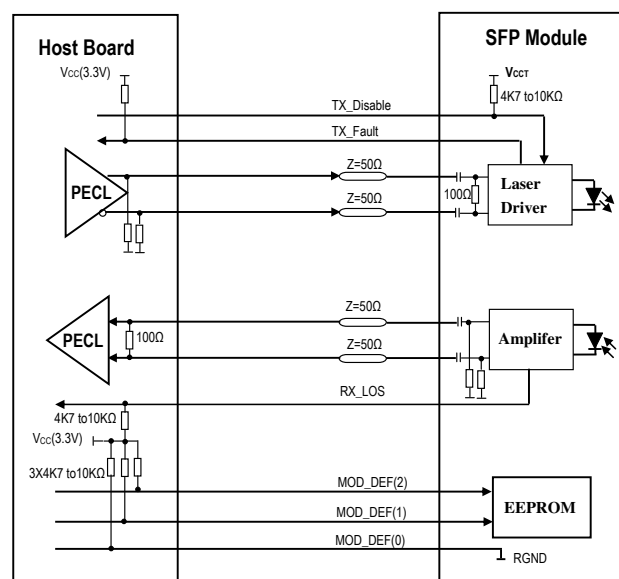 Host Board
SFP Module
Vcc(3.3V)
VCCT
4K7 to10KΩ
TX_Disable
TX_Fault
Z=50Ω
PECL
100Ω
Laser
Driver
Z=50Ω
Z=50Ω
PECL
100Ω
Amplifer
Z=50Ω
RX_LOS
4K7 to10KΩ
Vcc(3.3V)
3X4K7 to10KΩ
MOD_DEF(2)
EEPROM
MOD_DEF(1)
MOD_DEF(0)
RGND